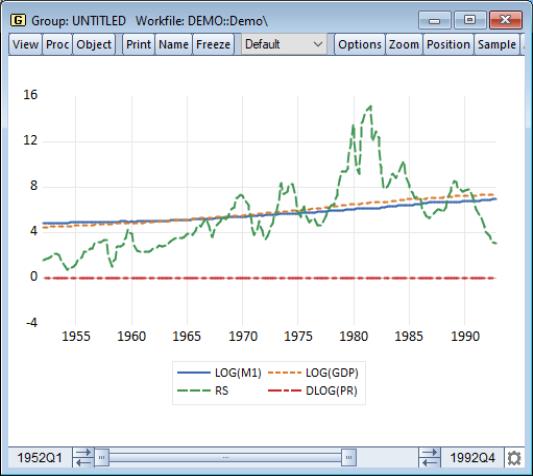 Group: UNTITLED Workfile: DEMO::Demo\
View Proc Object Print Name Freeze Default Options Zoom Position Sample
16
12
8
4
0
-4
1955 1960 1965 1970 1975 1980 1985 1990
LOG(M1) LOG(GDP)
RS DLOG(PR)
1952Q1 1992Q4